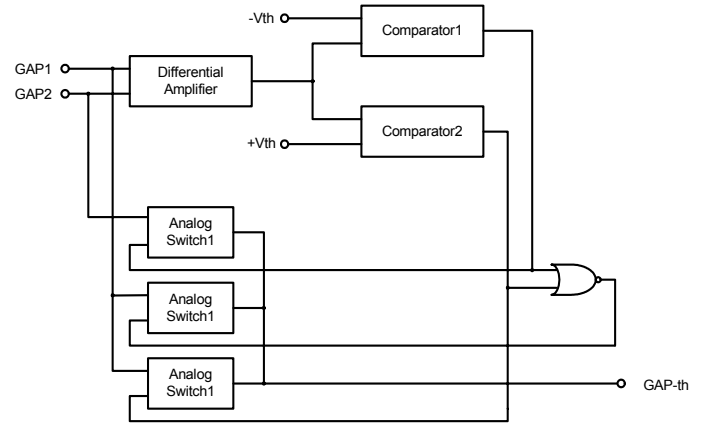 -Vth
Comparator1
GAP1
GAP2
Differential
Amplifier
Comparator2
+Vth
Analog
Switch1
Analog
Switch1
Analog
Switch1
GAP-th